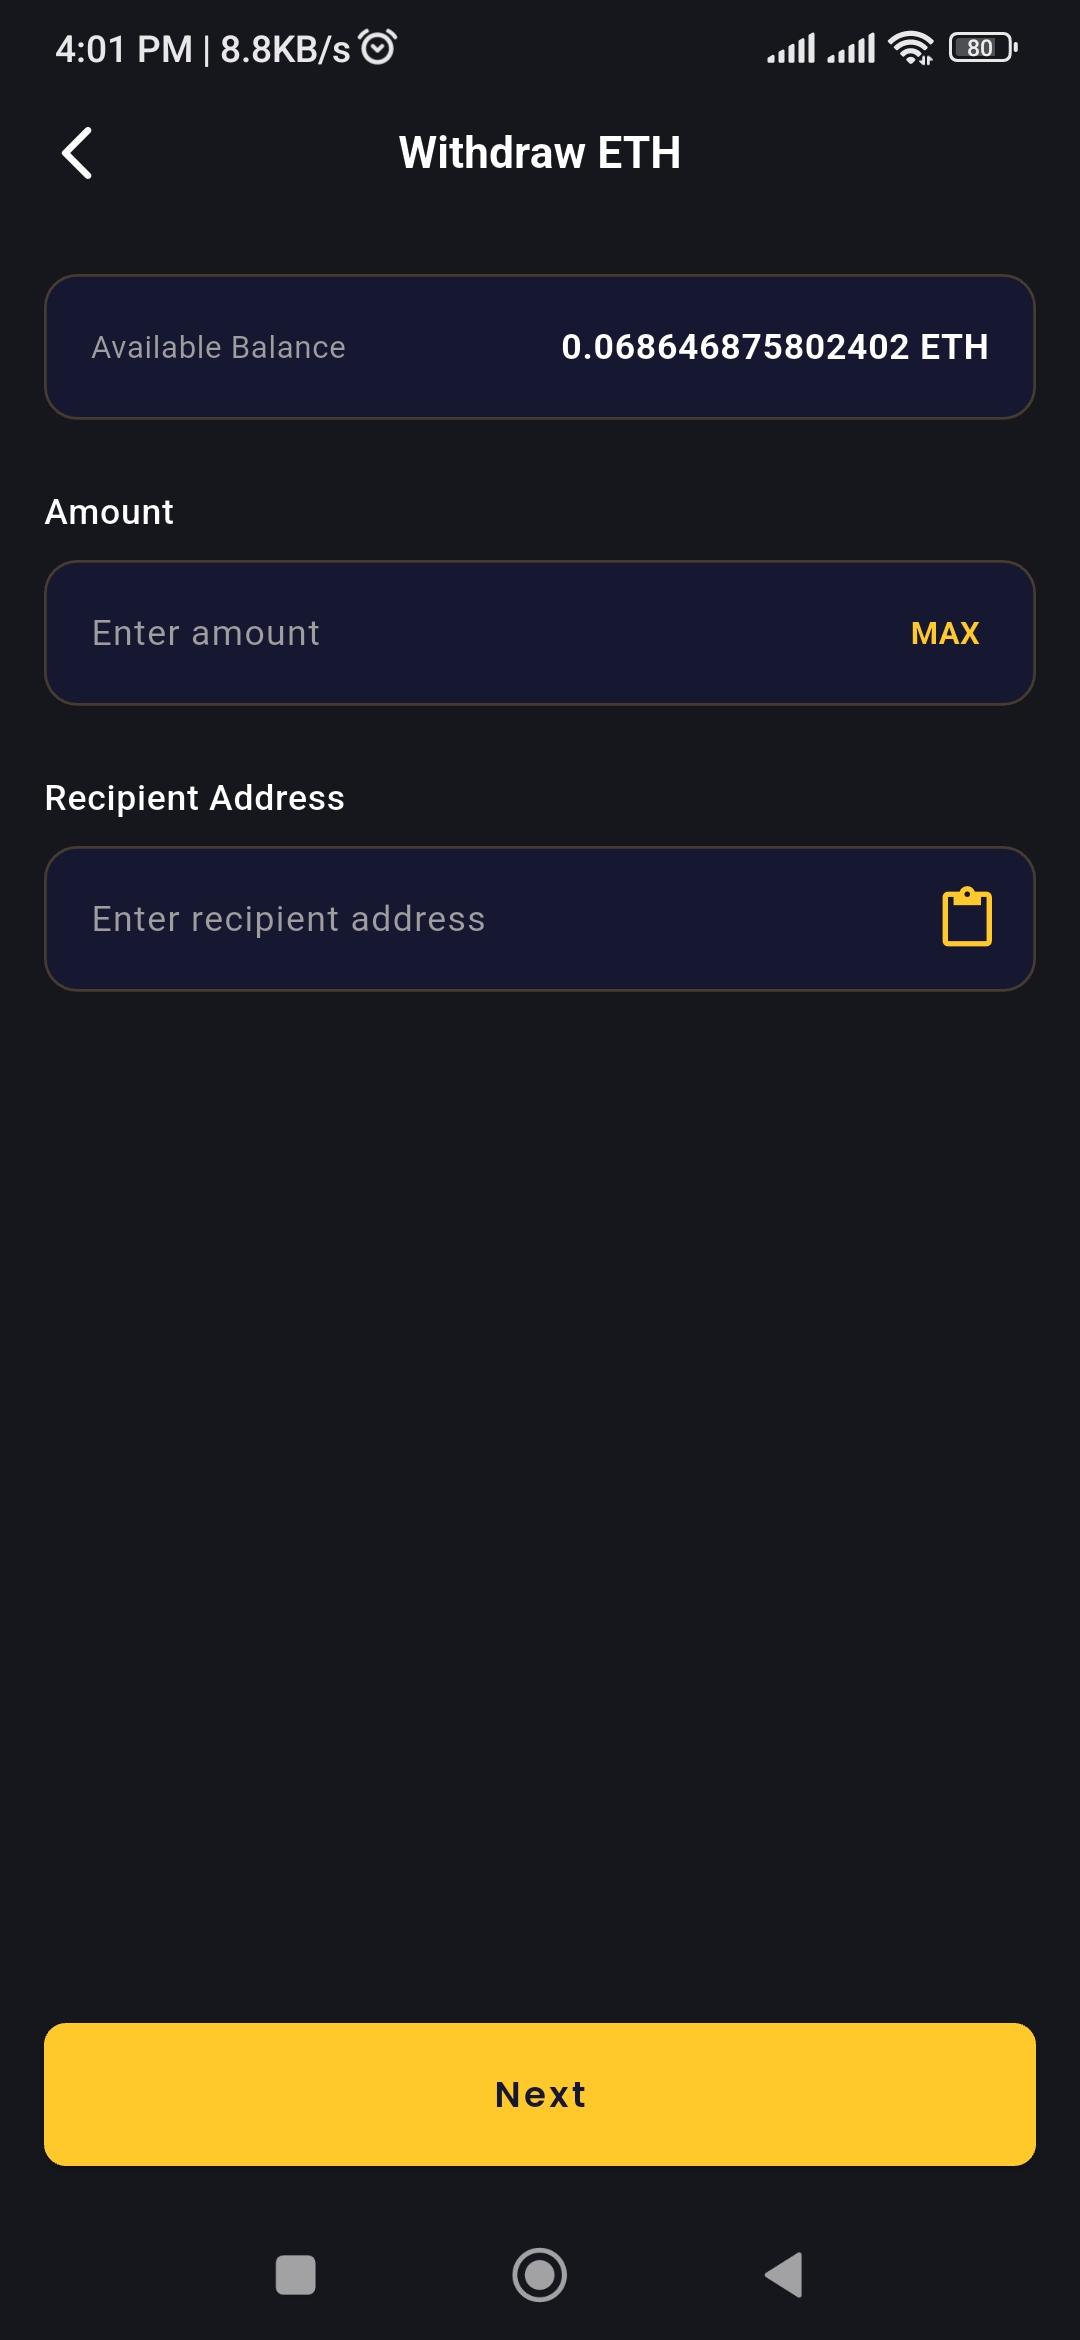 4:01 PM | 8.8KB/s
80
Withdraw ETH
Available Balance 0.068646875802402 ETH
Amount
Enter amount MAX
Recipient Address
Enter recipient address
Next